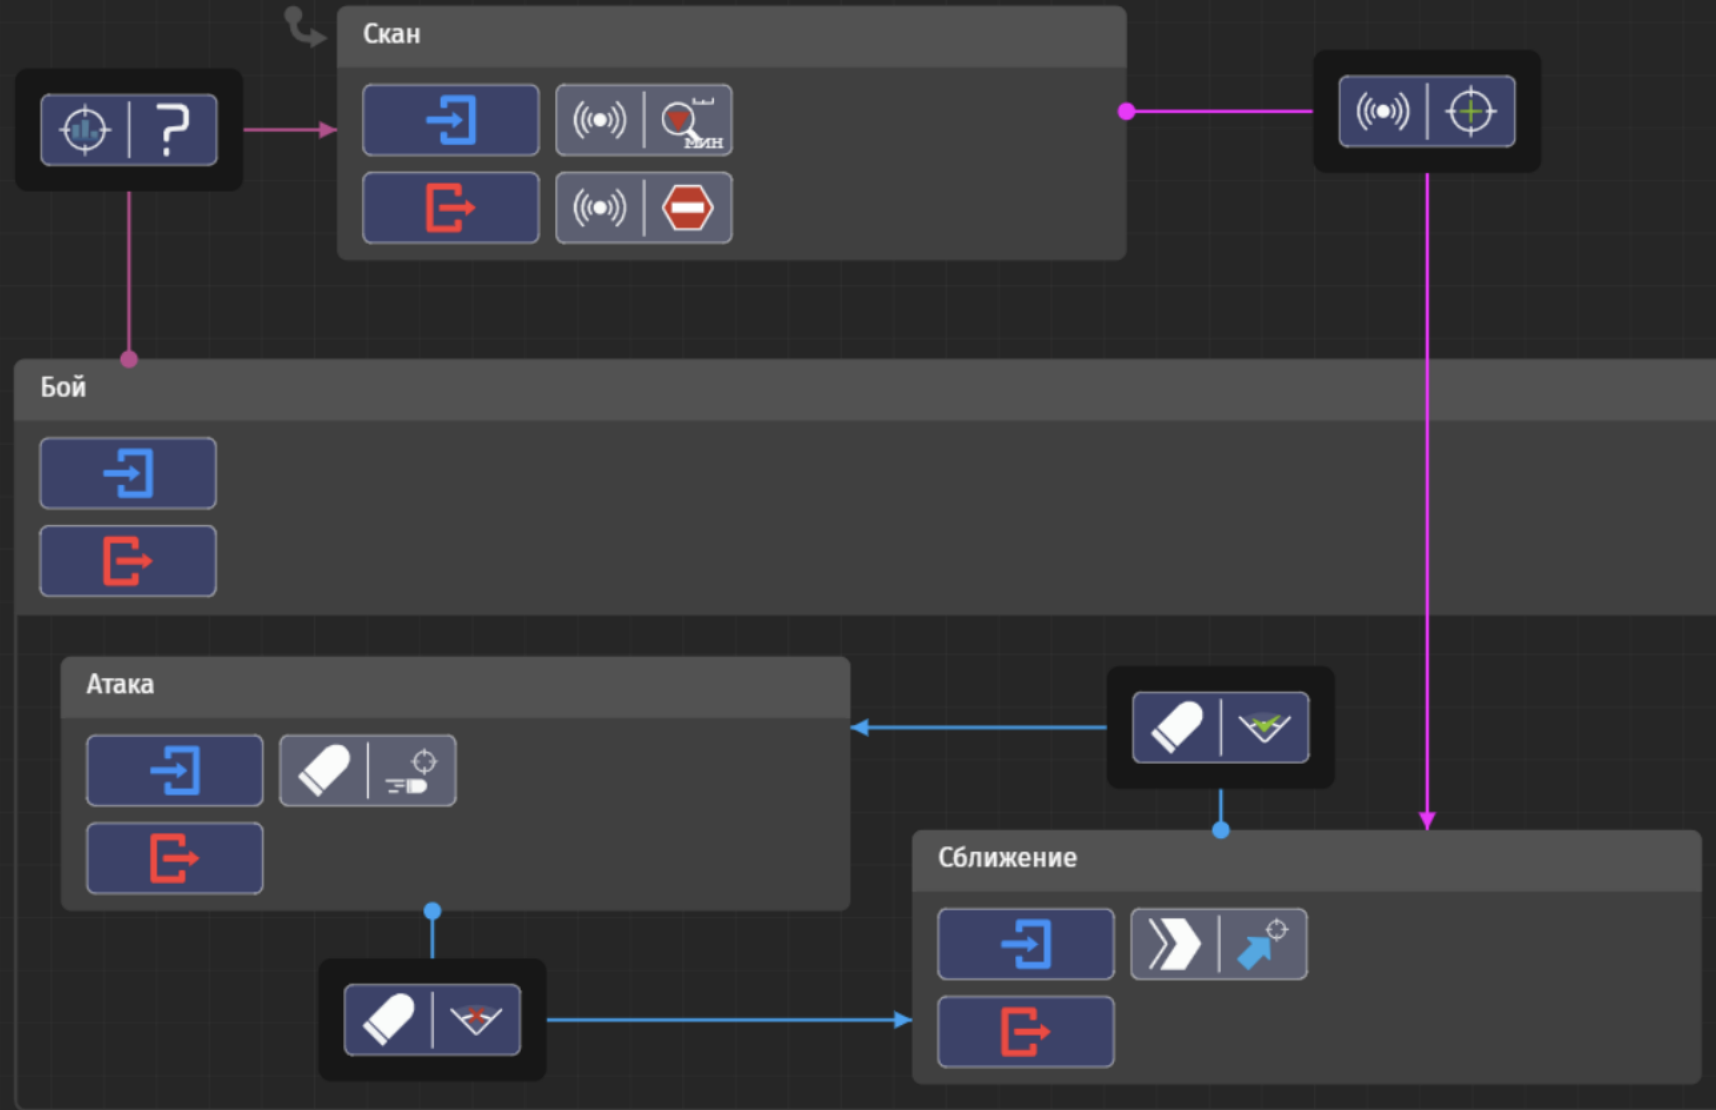 Скан
?
мин
Бой
Атака
Сближение